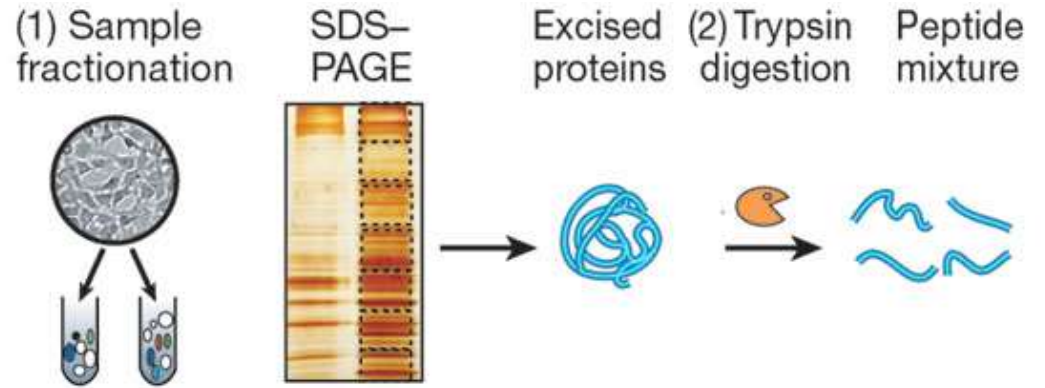 (1) Sample
fractionation
SDS–
PAGE
Excised
proteins
(2) Trypsin
digestion
Peptide
mixture